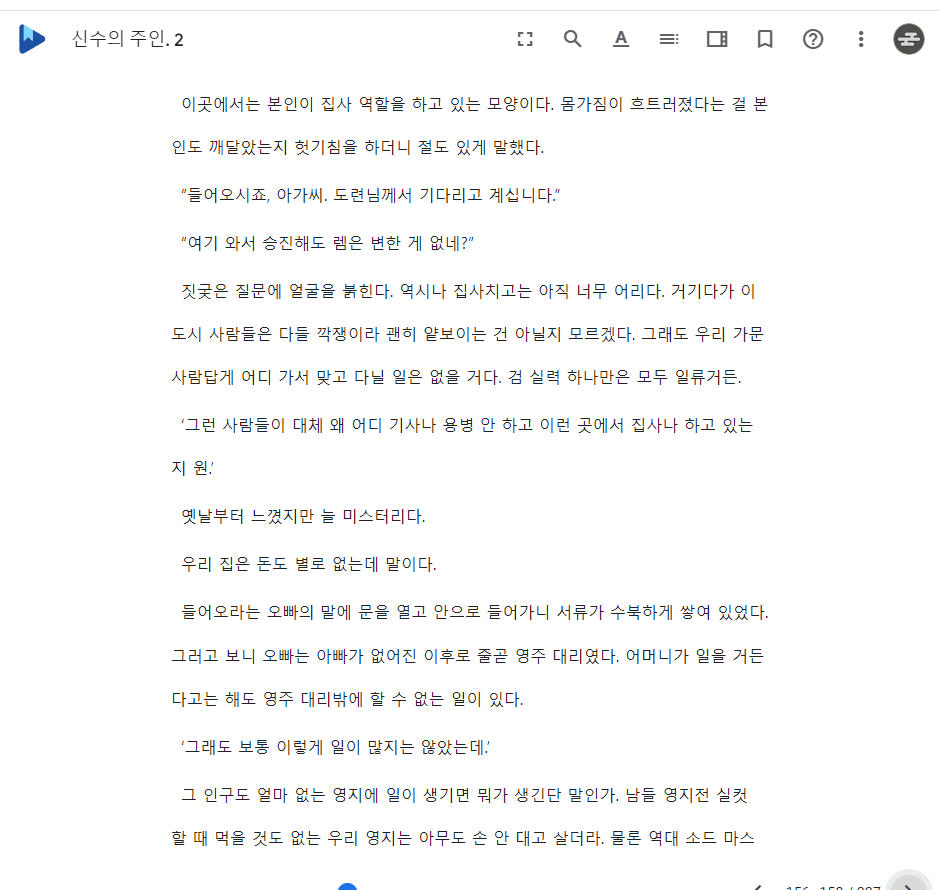 신수의 주인. 2
이곳에서는 본인이 집사 역할을 하고 있는 모양이다. 몸가짐이 흐트러졌다는 걸 본
인도 깨달았는지 헛기침을 하더니 절도 있게 말했다.
“들어오시죠, 아가씨. 도련님께서 기다리고 계십니다.”
“여기 와서 승진해도 렘은 변한 게 없네?”
짓궂은 질문에 얼굴을 붉힌다. 역시나 집사치고는 아직 너무 어리다. 거기다가 이
도시 사람들은 다들 깍쟁이라 괜히 얕보이는 건 아닐지 모르겠다. 그래도 우리 가문
사람답게 어디 가서 맞고 다닐 일은 없을 거다. 검 실력 하나만은 모두 일류거든.
‘그런 사람들이 대체 왜 어디 기사나 용병 안 하고 이런 곳에서 집사나 하고 있는
지 원.’
옛날부터 느꼈지만 늘 미스터리다.
우리 집은 돈도 별로 없는데 말이다.
들어오라는 오빠의 말에 문을 열고 안으로 들어가니 서류가 수북하게 쌓여 있었다.
그러고 보니 오빠는 아빠가 없어진 이후로 줄곧 영주 대리였다. 어머니가 일을 거든
다고는 해도 영주 대리밖에 할 수 없는 일이 있다.
‘그래도 보통 이렇게 일이 많지는 않았는데.’
그 인구도 얼마 없는 영지에 일이 생기면 뭐가 생긴단 말인가. 남들 영지전 실컷
할 때 먹을 것도 없는 우리 영지는 아무도 손 안 대고 살더라. 물론 역대 소드 마스